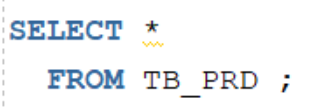 SELECT *
FROM TB_PRD ;